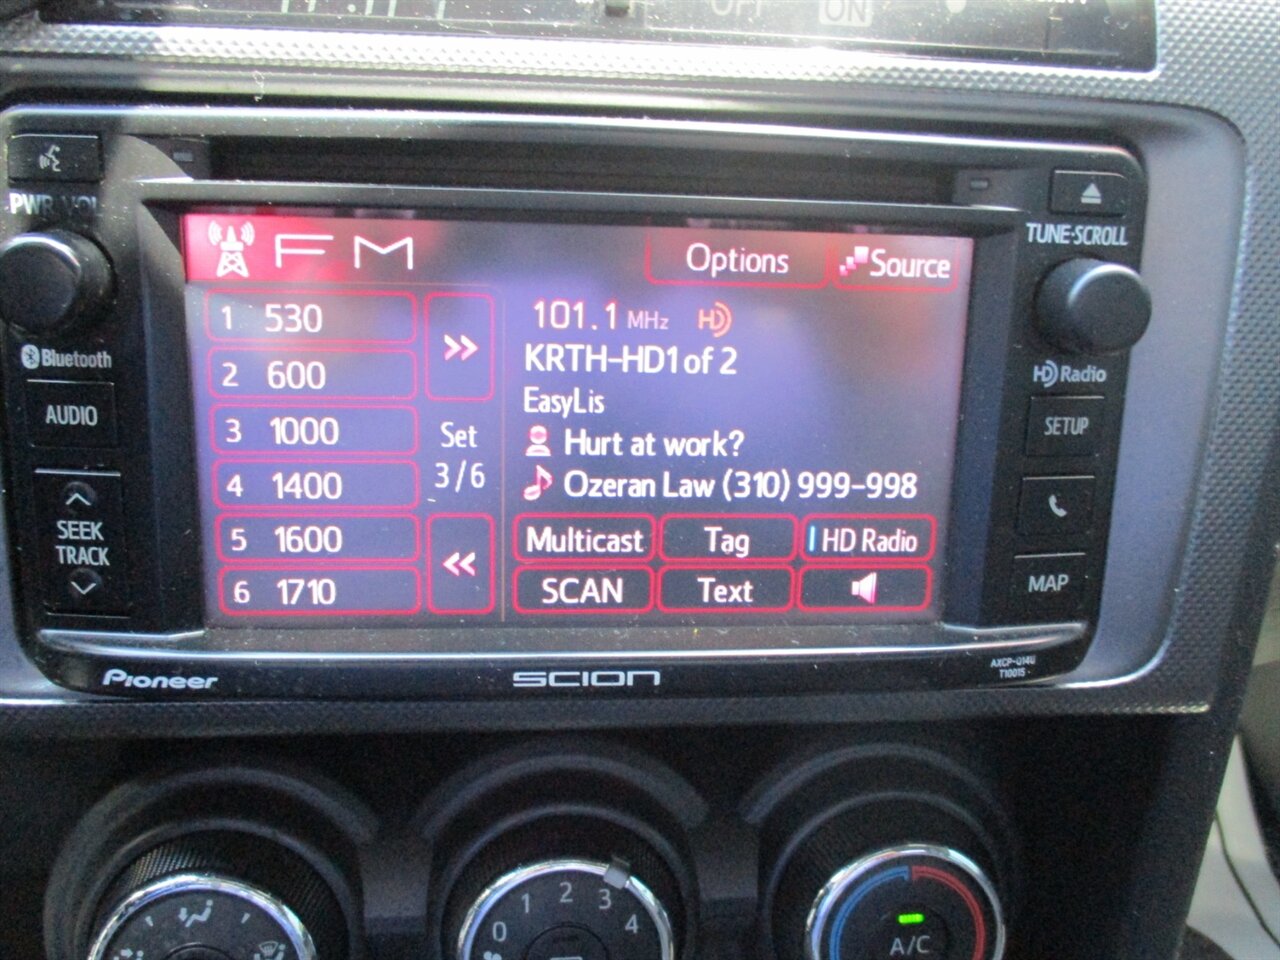 OFF
ON
PWR·VOL
Bluetooth
AUDIO
SEEK
TRACK
FM
Options
Source
1 530
2 600
3 1000
4 1400
5 1600
6 1710
>>
Set
3/6
<<
101.1 MHz HD
KRTH-HD1 of 2
EasyLis
Hurt at work?
Ozeran Law (310) 999-998
Multicast
Tag
HD Radio
SCAN
Text
TUNE·SCROLL
HD Radio
SETUP
MAP
Pioneer
SCION
AXCP-Q14U
T10015
0 1 2 3 4
A/C